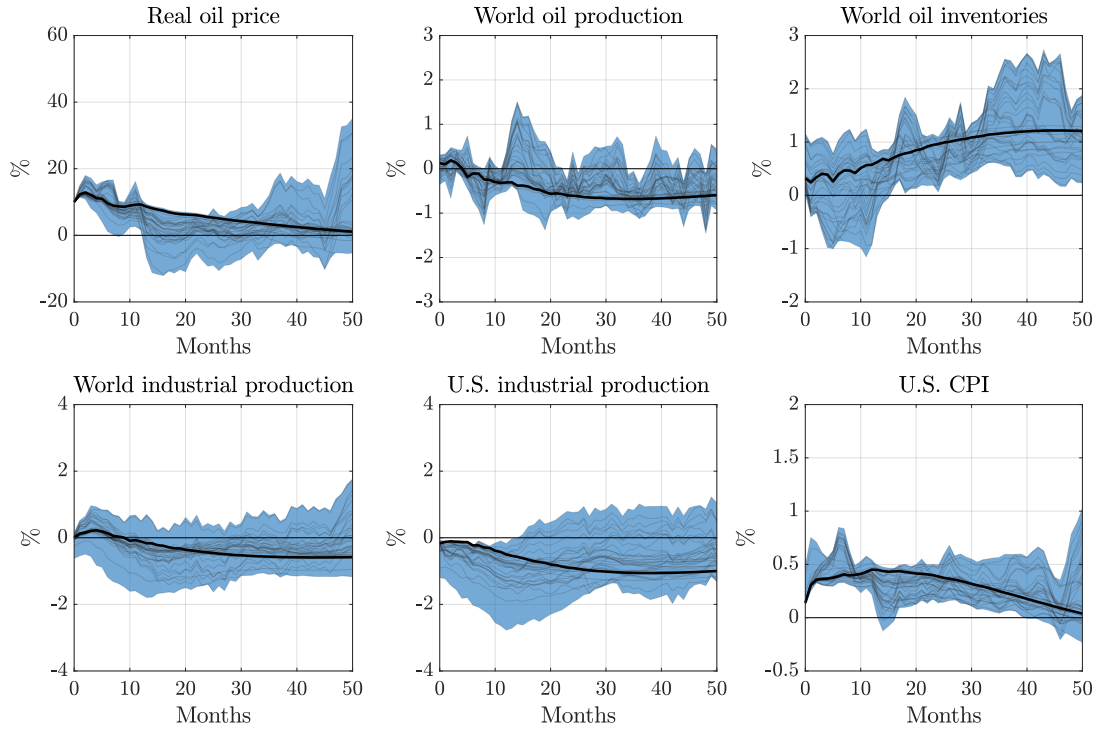 Real oil price
60
40
20
0
-20
%
0 10 20 30 40 50
Months
World oil production
3
2
1
0
-1
-2
-3
%
0 10 20 30 40 50
Months
World oil inventories
3
2
1
0
-1
-2
%
0 10 20 30 40 50
Months
World industrial production
4
2
0
-2
-4
%
0 10 20 30 40 50
Months
U.S. industrial production
4
2
0
-2
-4
%
0 10 20 30 40 50
Months
U.S. CPI
2
1.5
1
0.5
0
-0.5
%
0 10 20 30 40 50
Months